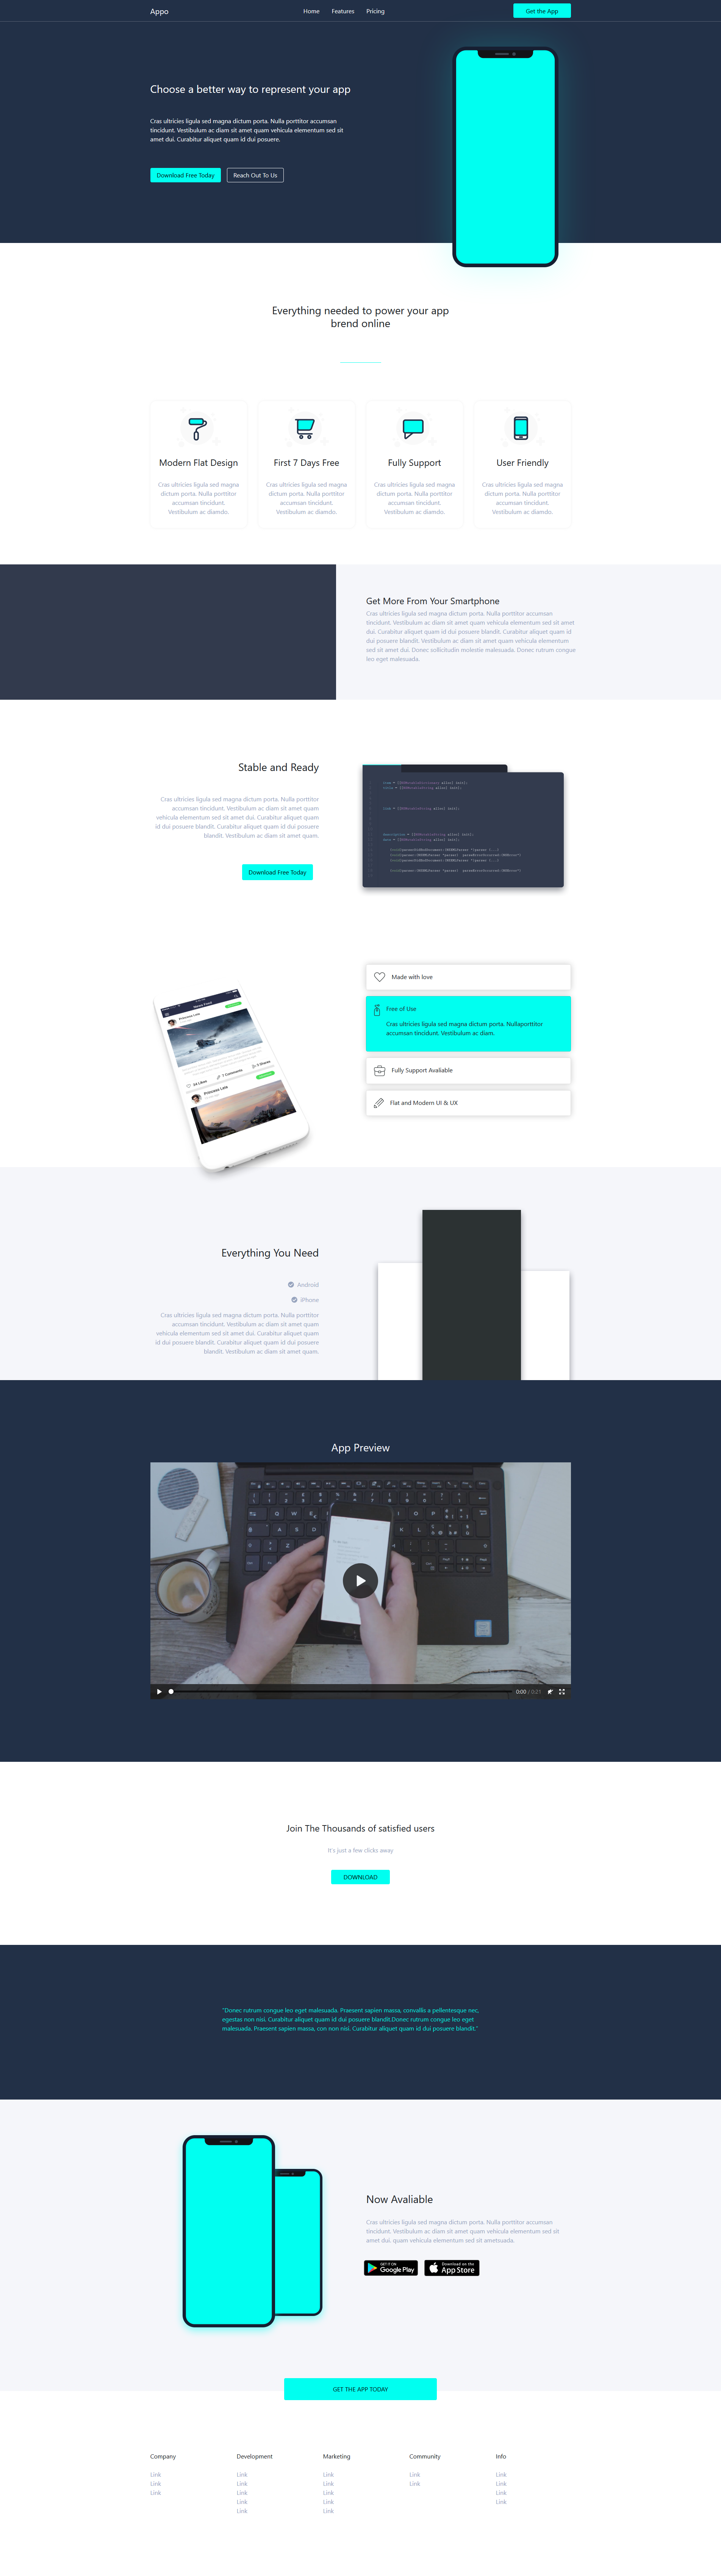 Appo
Home
Features
Pricing
Get the App
Choose a better way to represent your app
Cras ultricies ligula sed magna dictum porta. Nulla porttitor accumsan
tincidunt. Vestibulum ac diam sit amet quam vehicula elementum sed sit
amet dui. Curabitur aliquet quam id dui posuere.
Download Free Today
Reach Out To Us
Everything needed to power your app
brend online
Modern Flat Design
Cras ultricies ligula sed magna
dictum porta. Nulla porttitor
accumsan tincidunt.
Vestibulum ac diamdo.
First 7 Days Free
Cras ultricies ligula sed magna
dictum porta. Nulla porttitor
accumsan tincidunt.
Vestibulum ac diamdo.
Fully Support
Cras ultricies ligula sed magna
dictum porta. Nulla porttitor
accumsan tincidunt.
Vestibulum ac diamdo.
User Friendly
Cras ultricies ligula sed magna
dictum porta. Nulla porttitor
accumsan tincidunt.
Vestibulum ac diamdo.
Get More From Your Smartphone
Cras ultricies ligula sed magna dictum porta. Nulla porttitor accumsan
tincidunt. Vestibulum ac diam sit amet quam vehicula elementum sed sit amet
dui. Curabitur aliquet quam id dui posuere blandit. Curabitur aliquet quam id
dui posuere blandit. Vestibulum ac diam sit amet quam vehicula elementum
sed sit amet dui. Donec sollicitudin molestie malesuada. Donec rutrum congue
leo eget malesuada.
Stable and Ready
Cras ultricies ligula sed magna dictum porta. Nulla porttitor
accumsan tincidunt. Vestibulum ac diam sit amet quam
vehicula elementum sed sit amet dui. Curabitur aliquet quam
id dui posuere blandit. Curabitur aliquet quam id dui posuere
blandit. Vestibulum ac diam sit amet quam.
Download Free Today
Made with love
Free of Use
Cras ultricies ligula sed magna dictum porta. Nullaporttitor
accumsan tincidunt. Vestibulum ac diam.
Fully Support Avaliable
Flat and Modern UI & UX
Princess Leia
34 Likes
7 Comments
Princess Leia
Everything You Need
Android
iPhone
Cras ultricies ligula sed magna dictum porta. Nulla porttitor
accumsan tincidunt. Vestibulum ac diam sit amet quam
vehicula elementum sed sit amet dui. Curabitur aliquet quam
id dui posuere blandit. Curabitur aliquet quam id dui posuere
blandit. Vestibulum ac diam sit amet quam.
App Preview
0:00 / 0:21
Join The Thousands of satisfied users
It's just a few clicks away
DOWNLOAD
"Donec rutrum congue leo eget malesuada. Praesent sapien massa, convallis a pellentesque nec,
egestas non nisi. Curabitur aliquet quam id dui posuere blandit.Donec rutrum congue leo eget
malesuada. Praesent sapien massa, con non nisi. Curabitur aliquet quam id dui posuere blandit."
Now Avaliable
Cras ultricies ligula sed magna dictum porta. Nulla porttitor accumsan
tincidunt. Vestibulum ac diam sit amet quam vehicula elementum sed sit
amet dui. quam vehicula elementum sed sit ametsuada.
GET IT ON
Google Play
Download on the
App Store
GET THE APP TODAY
Company
Link
Link
Link
Development
Link
Link
Link
Link
Link
Marketing
Link
Link
Link
Link
Link
Community
Link
Link
Info
Link
Link
Link
Link